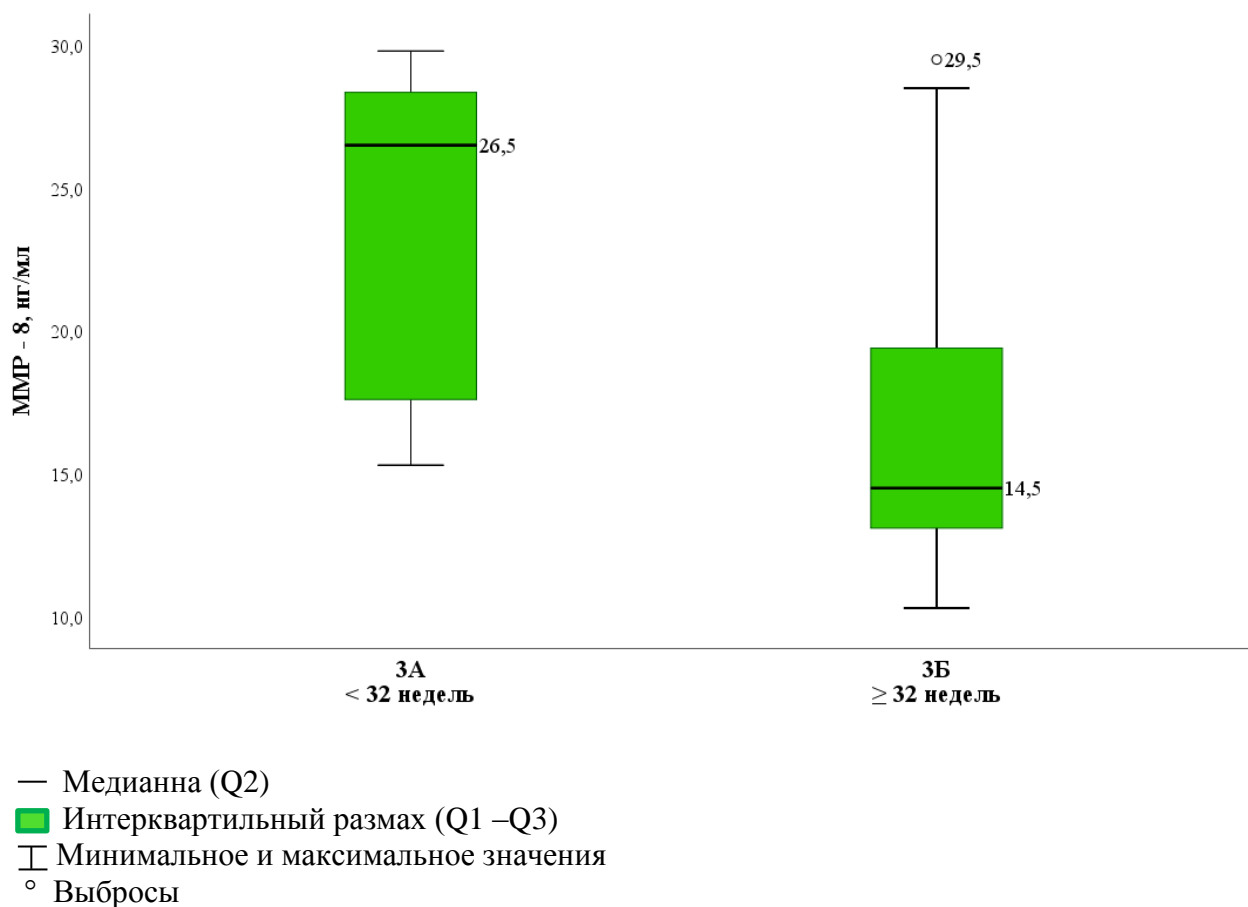 30,0
29,5
26,5
25,0
ММР - 8, нг/мл
20,0
15,0
14,5
10,0
3А
< 32 недель
3Б
≥ 32 недель
— Медианна (Q2)
Интерквартильный размах (Q1 –Q3)
Минимальное и максимальное значения
° Выбросы